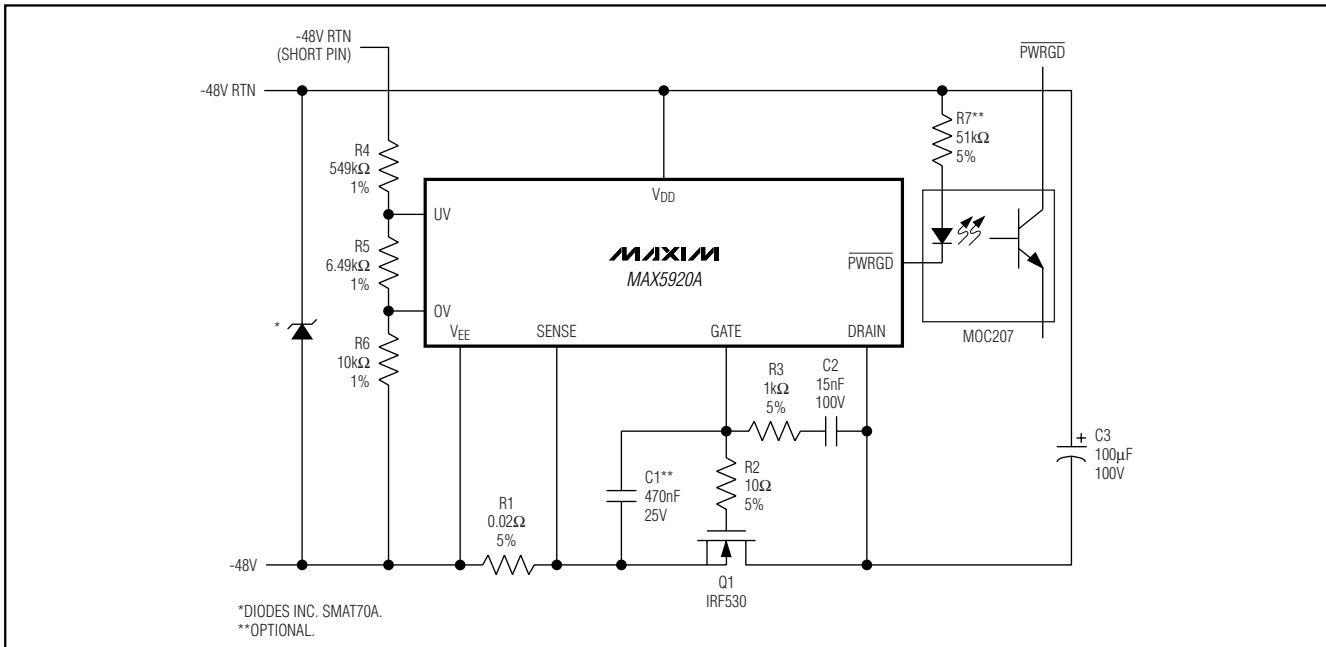 -48V RTN
(SHORT PIN)
PWRGD
-48V RTN
R7**
51kΩ
5%
R4
549kΩ
1%
VDD
UV
R5
6.49kΩ
1%
MAXIM
MAX5920A
PWRGD
OV
*
VEE
SENSE
GATE
DRAIN
MOC207
R6
10kΩ
1%
R3
1kΩ
5%
C2
15nF
100V
C3
100μF
100V
+
R2
10Ω
5%
C1**
470nF
25V
R1
0.02Ω
5%
-48V
Q1
IRF530
*DIODES INC. SMAT70A.
**OPTIONAL.